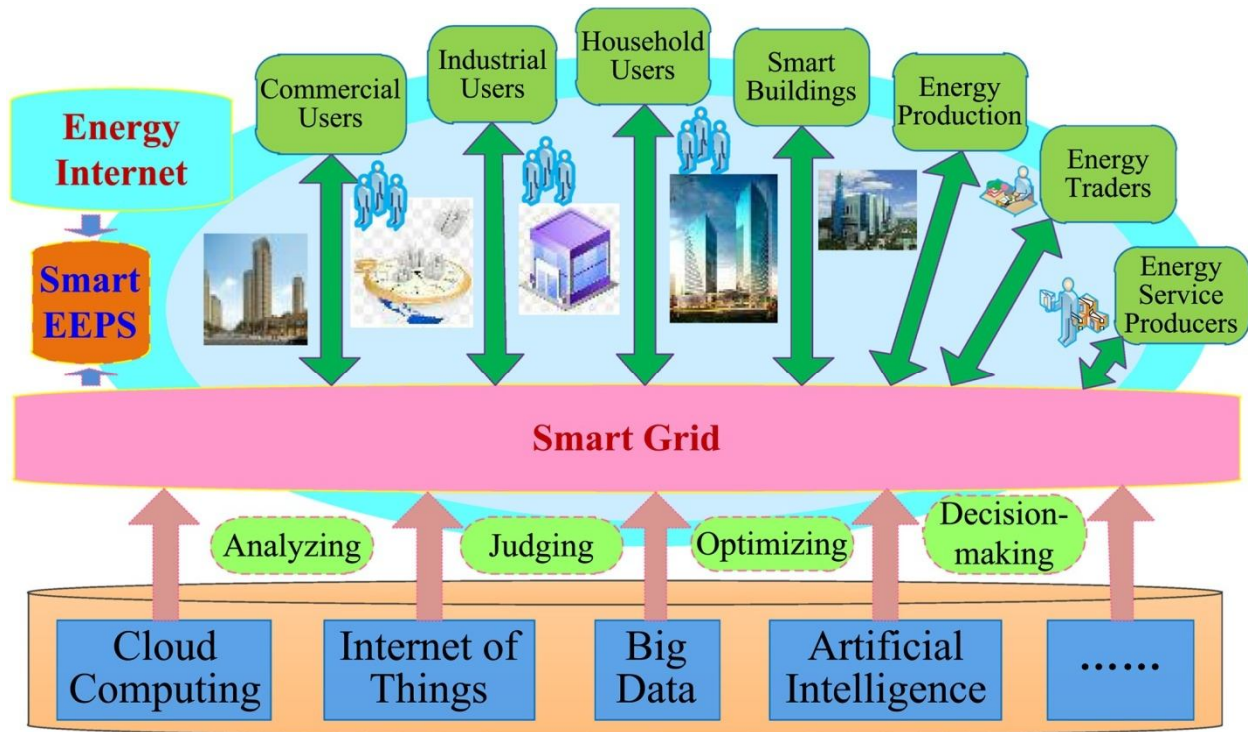 Commercial
Users
Industrial
Users
Household
Users
Smart
Buildings
Energy
Production
Energy
Traders
Energy
Service
Producers
Energy
Internet
Smart
EEPS
Smart Grid
Analyzing
Judging
Optimizing
Decision-
making
Cloud
Computing
Internet of
Things
Big
Data
Artificial
Intelligence
……